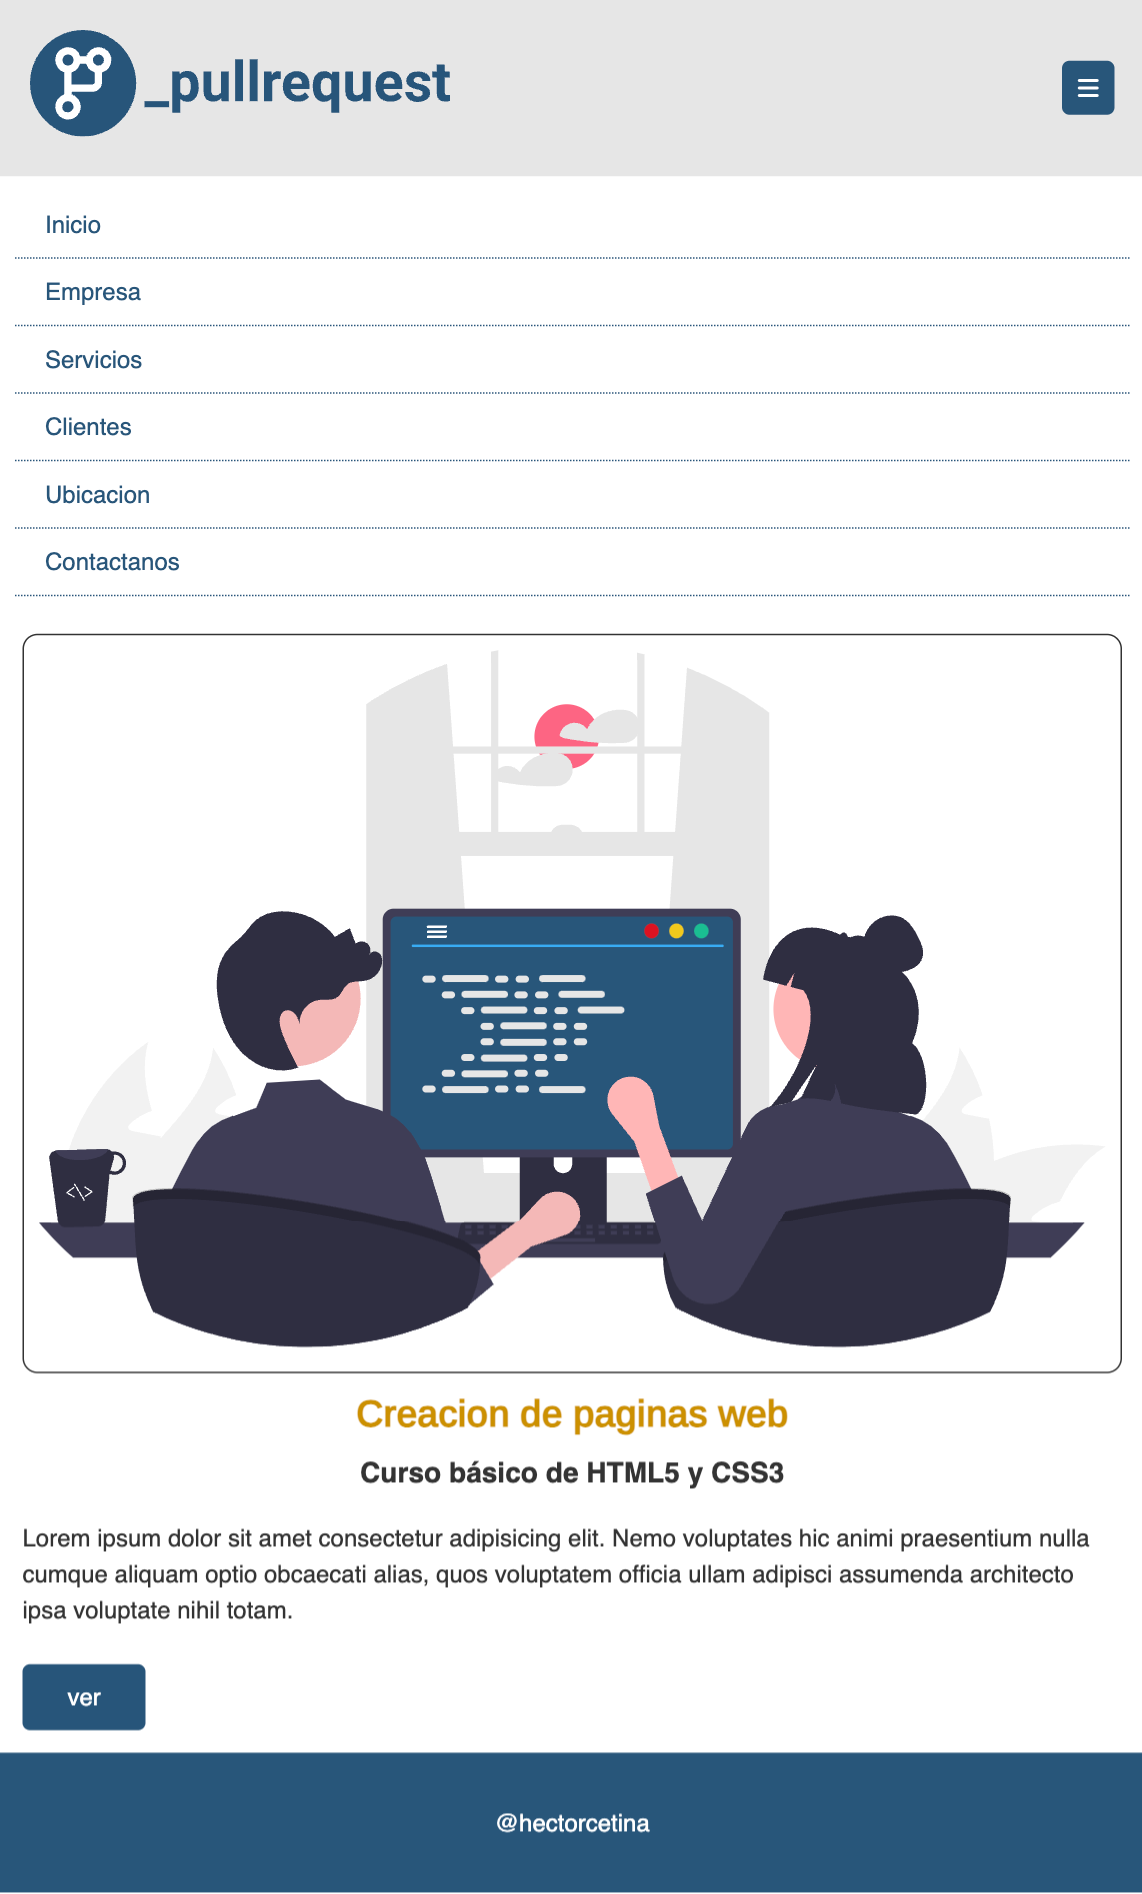 _pullrequest
Inicio
Empresa
Servicios
Clientes
Ubicacion
Contactanos
<\>
Creacion de paginas web
Curso básico de HTML5 y CSS3
Lorem ipsum dolor sit amet consectetur adipisicing elit. Nemo voluptates hic animi praesentium nulla
cumque aliquam optio obcaecati alias, quos voluptatem officia ullam adipisci assumenda architecto
ipsa voluptate nihil totam.
ver
@hectorcetina